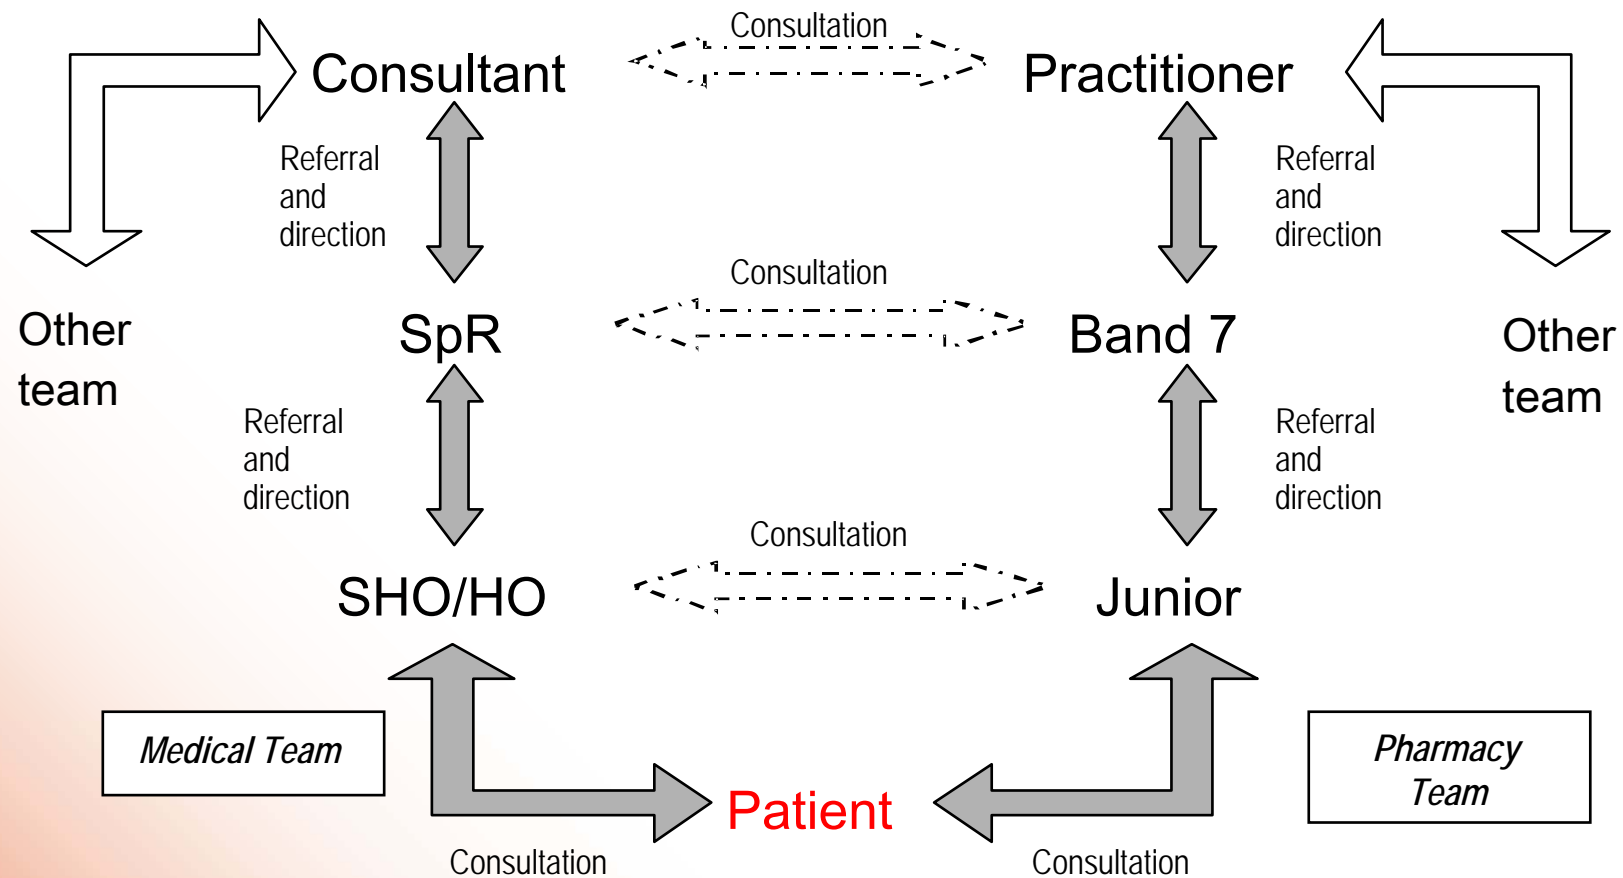 Consultation
Consultant
Practitioner
Referral
and
direction
Referral
and
direction
Consultation
Other
team
SpR
Band 7
Other
team
Referral
and
direction
Referral
and
direction
Consultation
SHO/HO
Junior
Medical Team
Pharmacy
Team
Patient
Consultation
Consultation